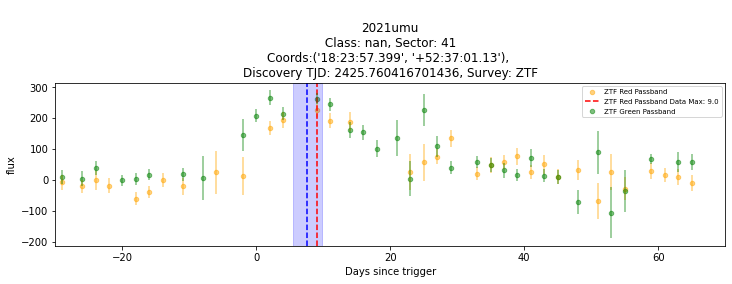 2021umu
Class: nan, Sector: 41
Coords:('18:23:57.399', '+52:37:01.13'),
Discovery TJD: 2425.760416701436, Survey: ZTF
300
200
100
0
−100
−200
flux
ZTF Red Passband
ZTF Red Passband Data Max: 9.0
ZTF Green Passband
−20 0 20 40 60
Days since trigger